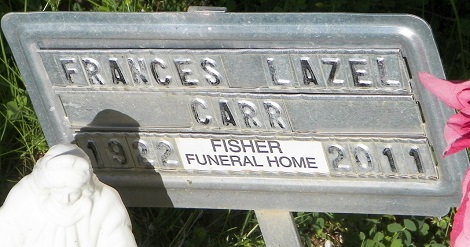 FRANCES LAZEL
CARR
1922 FISHER FUNERAL HOME 2011